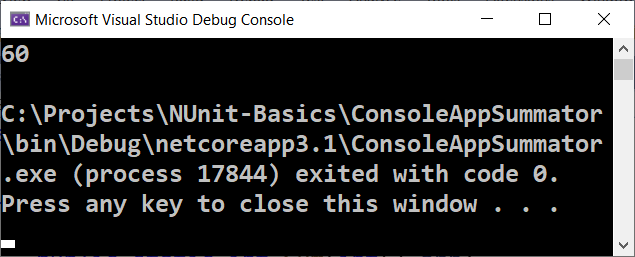 Microsoft Visual Studio Debug Console
60
C:\Projects\NUnit-Basics\ConsoleAppSummator
\bin\Debug\netcoreapp3.1\ConsoleAppSummator
.exe (process 17844) exited with code 0.
Press any key to close this window . . .